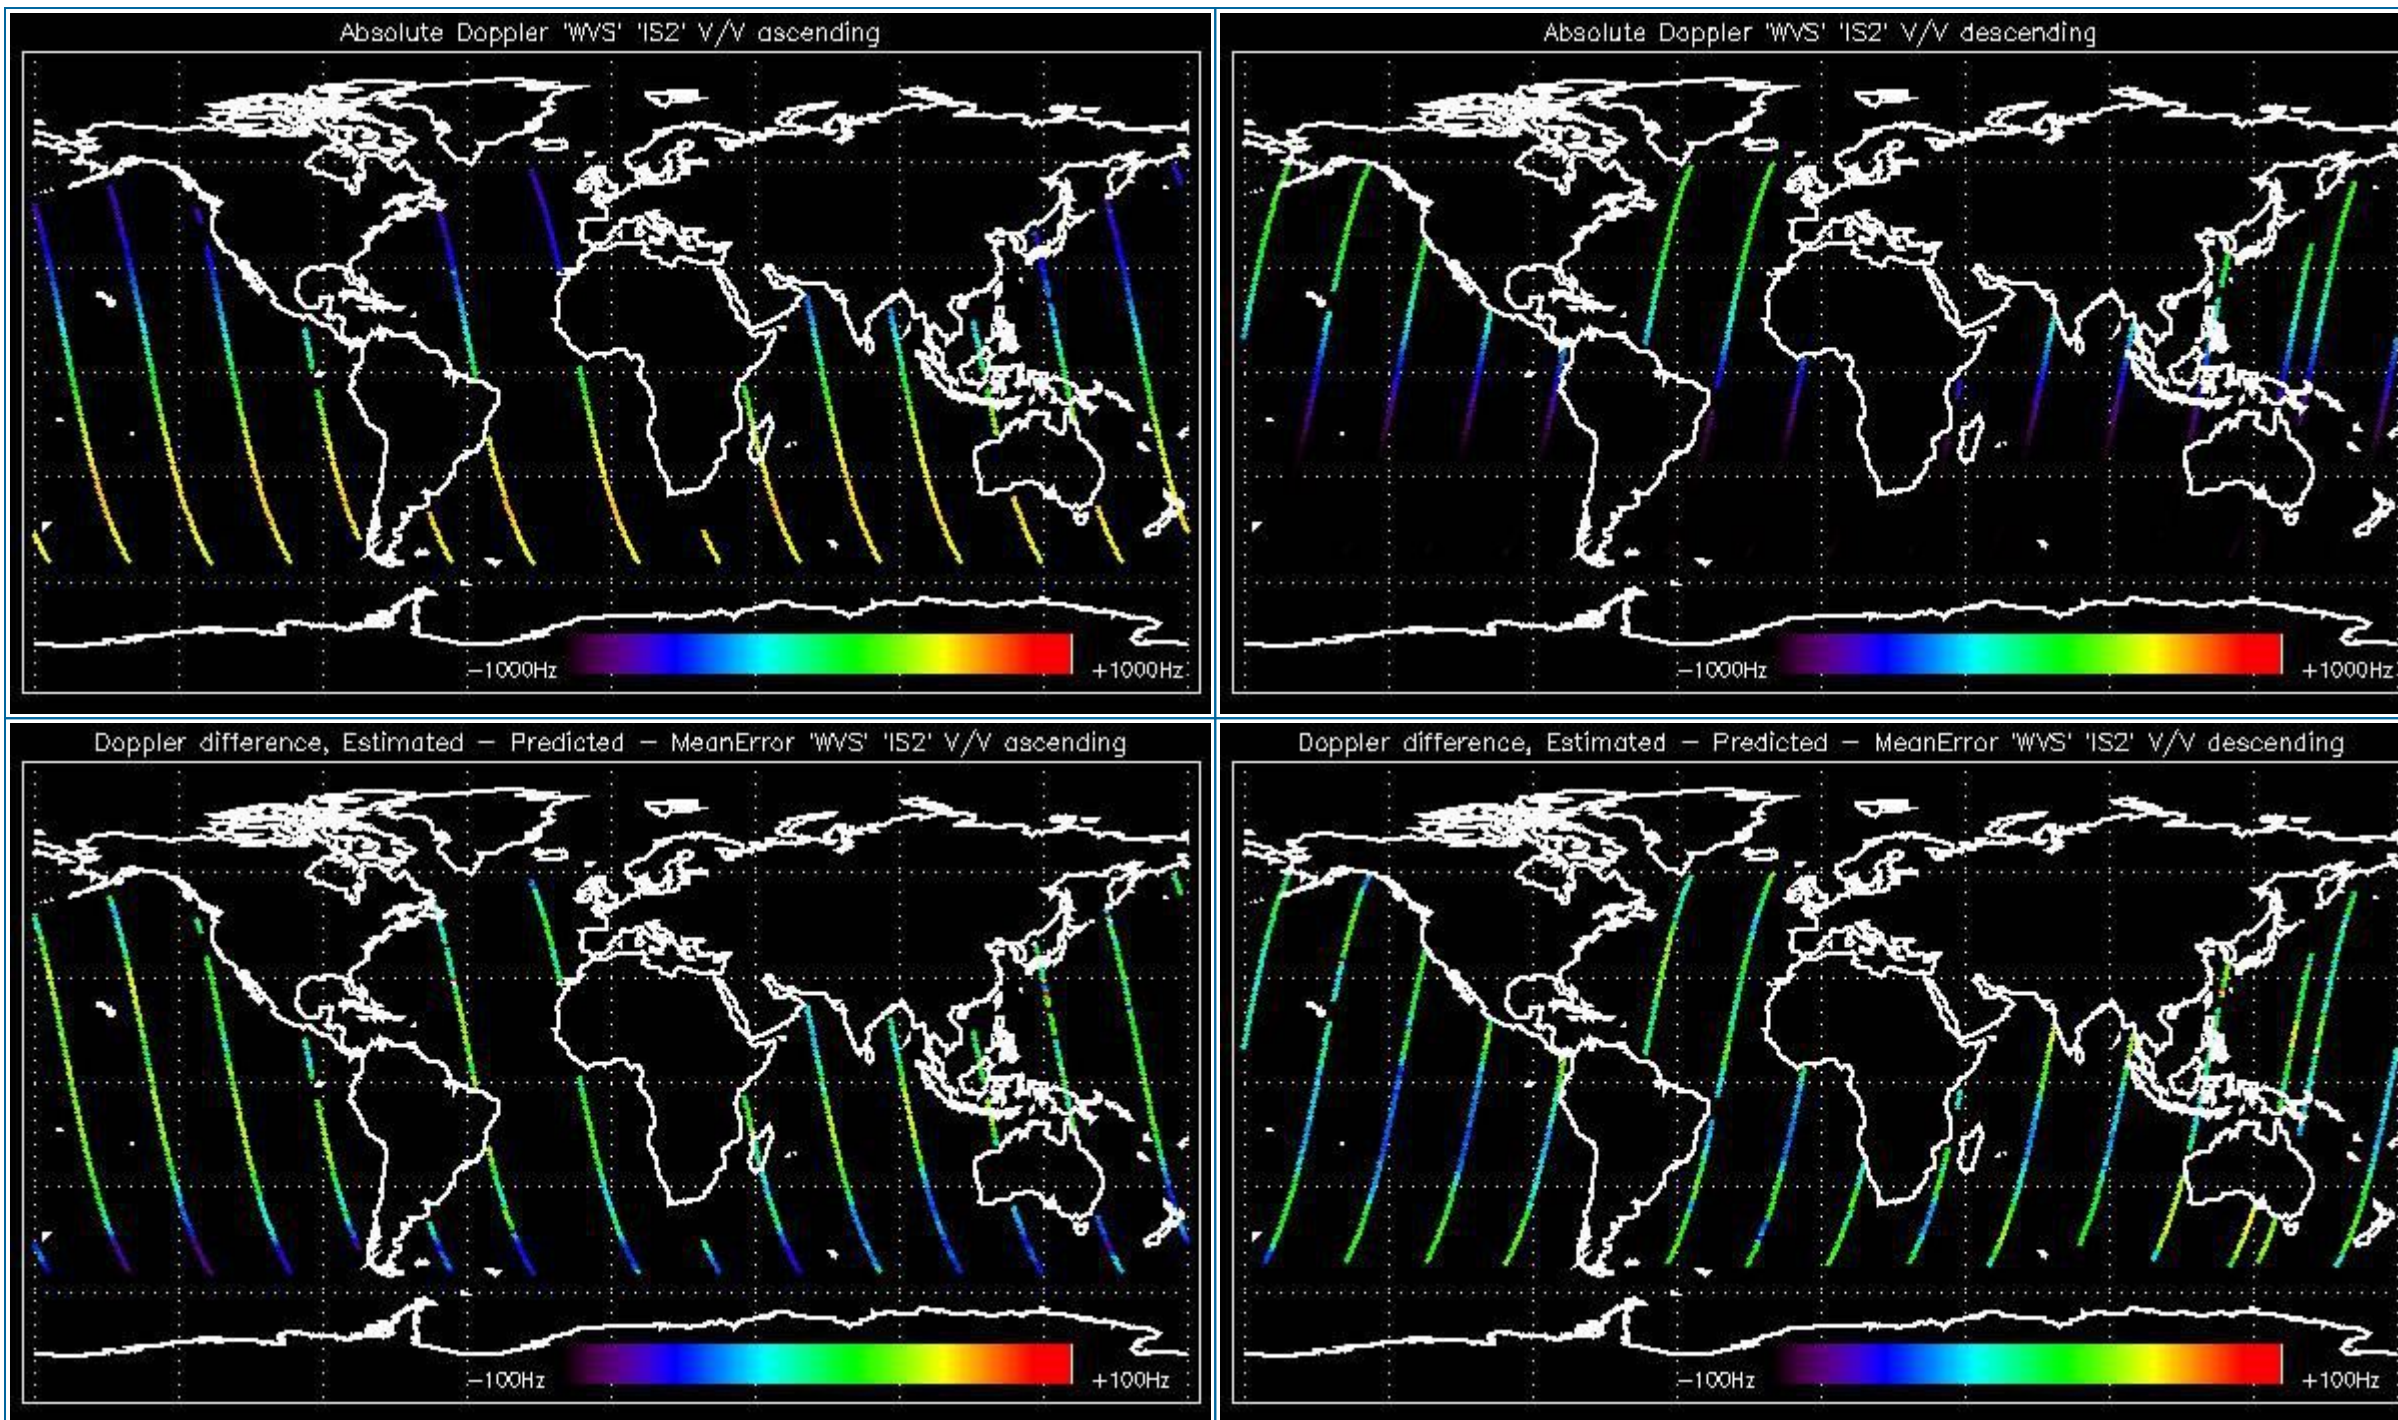 Absolute Doppler 'WVS' 'IS2' V/V ascending
-1000Hz
+1000Hz
Absolute Doppler 'WVS' 'IS2' V/V descending
-1000Hz
+1000Hz
Doppler difference, Estimated - Predicted - MeanError 'WVS' 'IS2' V/V ascending
-100Hz
+100Hz
Doppler difference, Estimated - Predicted - MeanError 'WVS' 'IS2' V/V descending
-100Hz
+100Hz